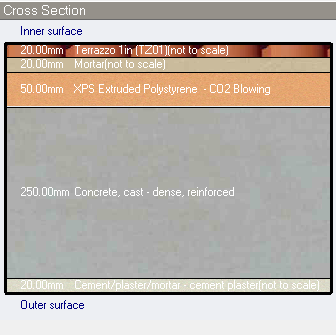 Cross Section
Inner surface
20.00mm Terrazzo 1in (TZ01)(not to scale)
20.00mm Mortar(not to scale)
50.00mm XPS Extruded Polystyrene - CO2 Blowing
250.00mm Concrete, cast - dense, reinforced
20.00mm Cement/plaster/mortar - cement plaster(not to scale)
Outer surface